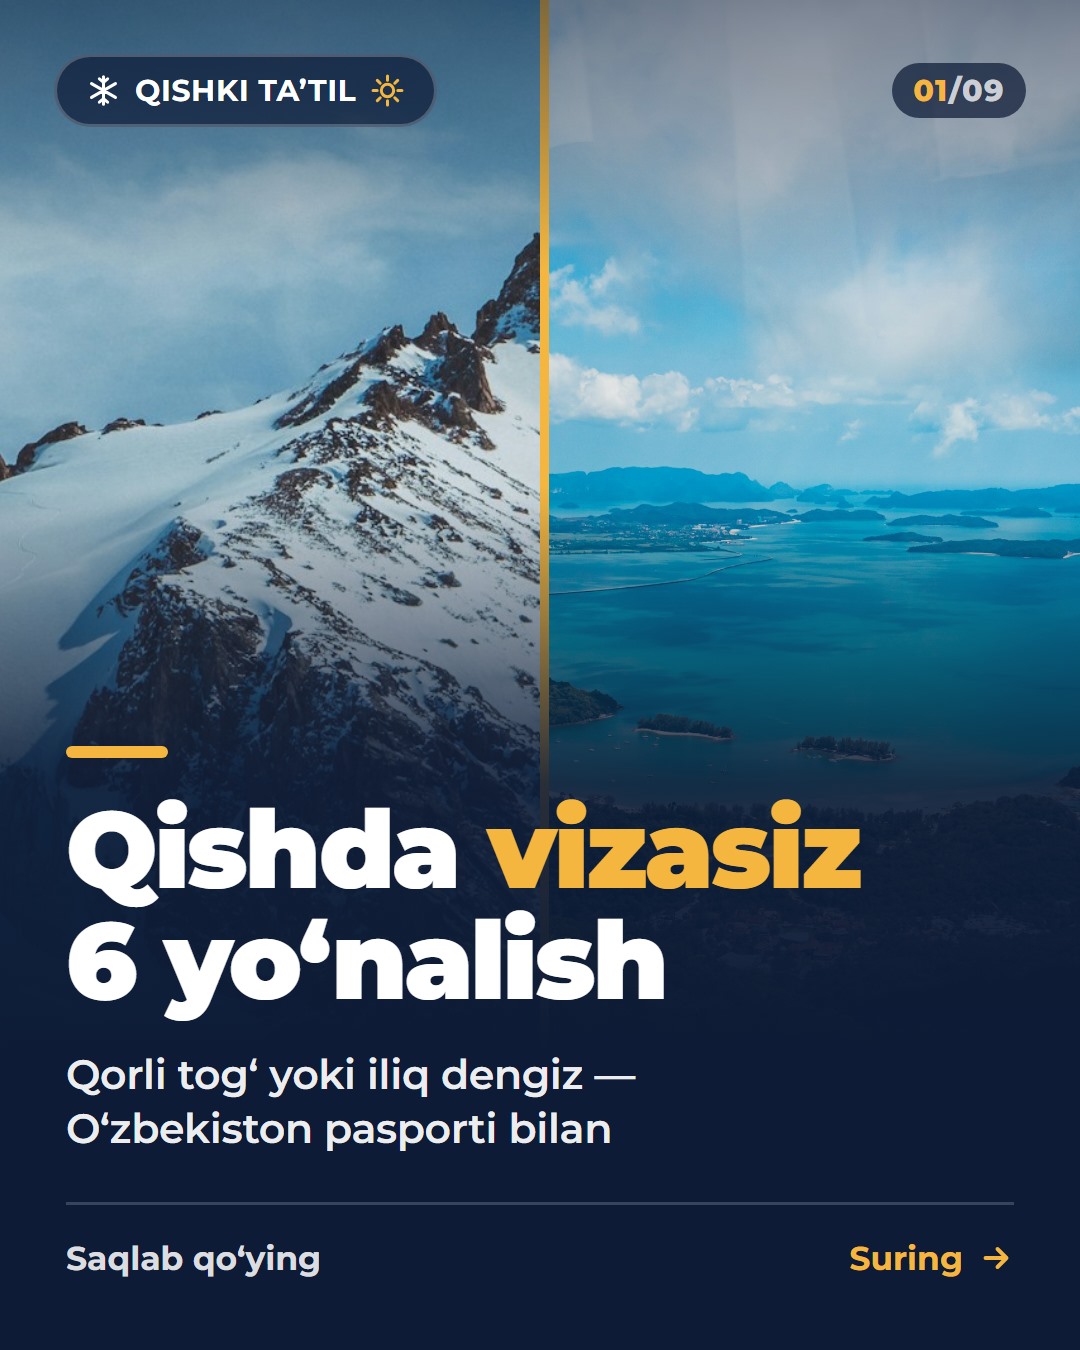 QISHKI TA’TIL
01/09
Qishda vizasiz
6 yo‘nalish
Qorli tog‘ yoki iliq dengiz —
O‘zbekiston pasporti bilan
Saqlab qo‘ying
Suring →